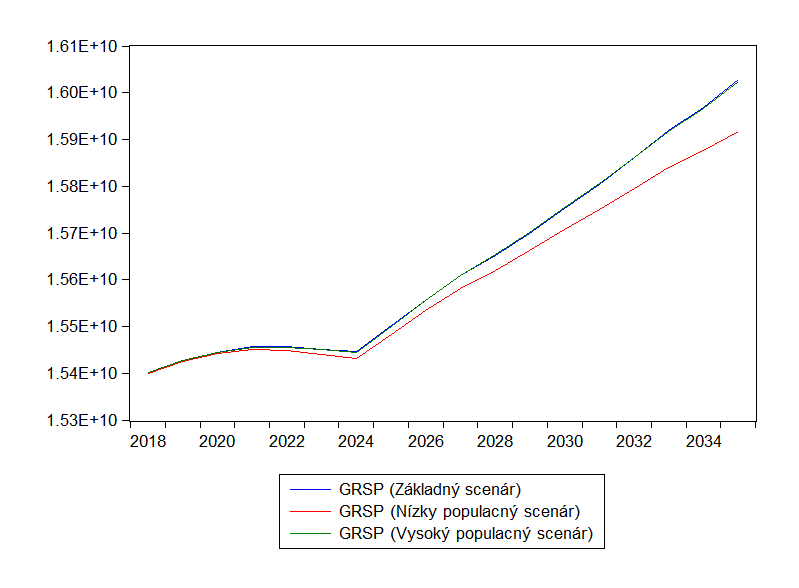 1.61E+10
1.60E+10
1.59E+10
1.58E+10
1.57E+10
1.56E+10
1.55E+10
1.54E+10
1.53E+10
2018 2020 2022 2024 2026 2028 2030 2032 2034
GRSP (Základný scenár)
GRSP (Nízky populacný scenár)
GRSP (Vysoký populacný scenár)